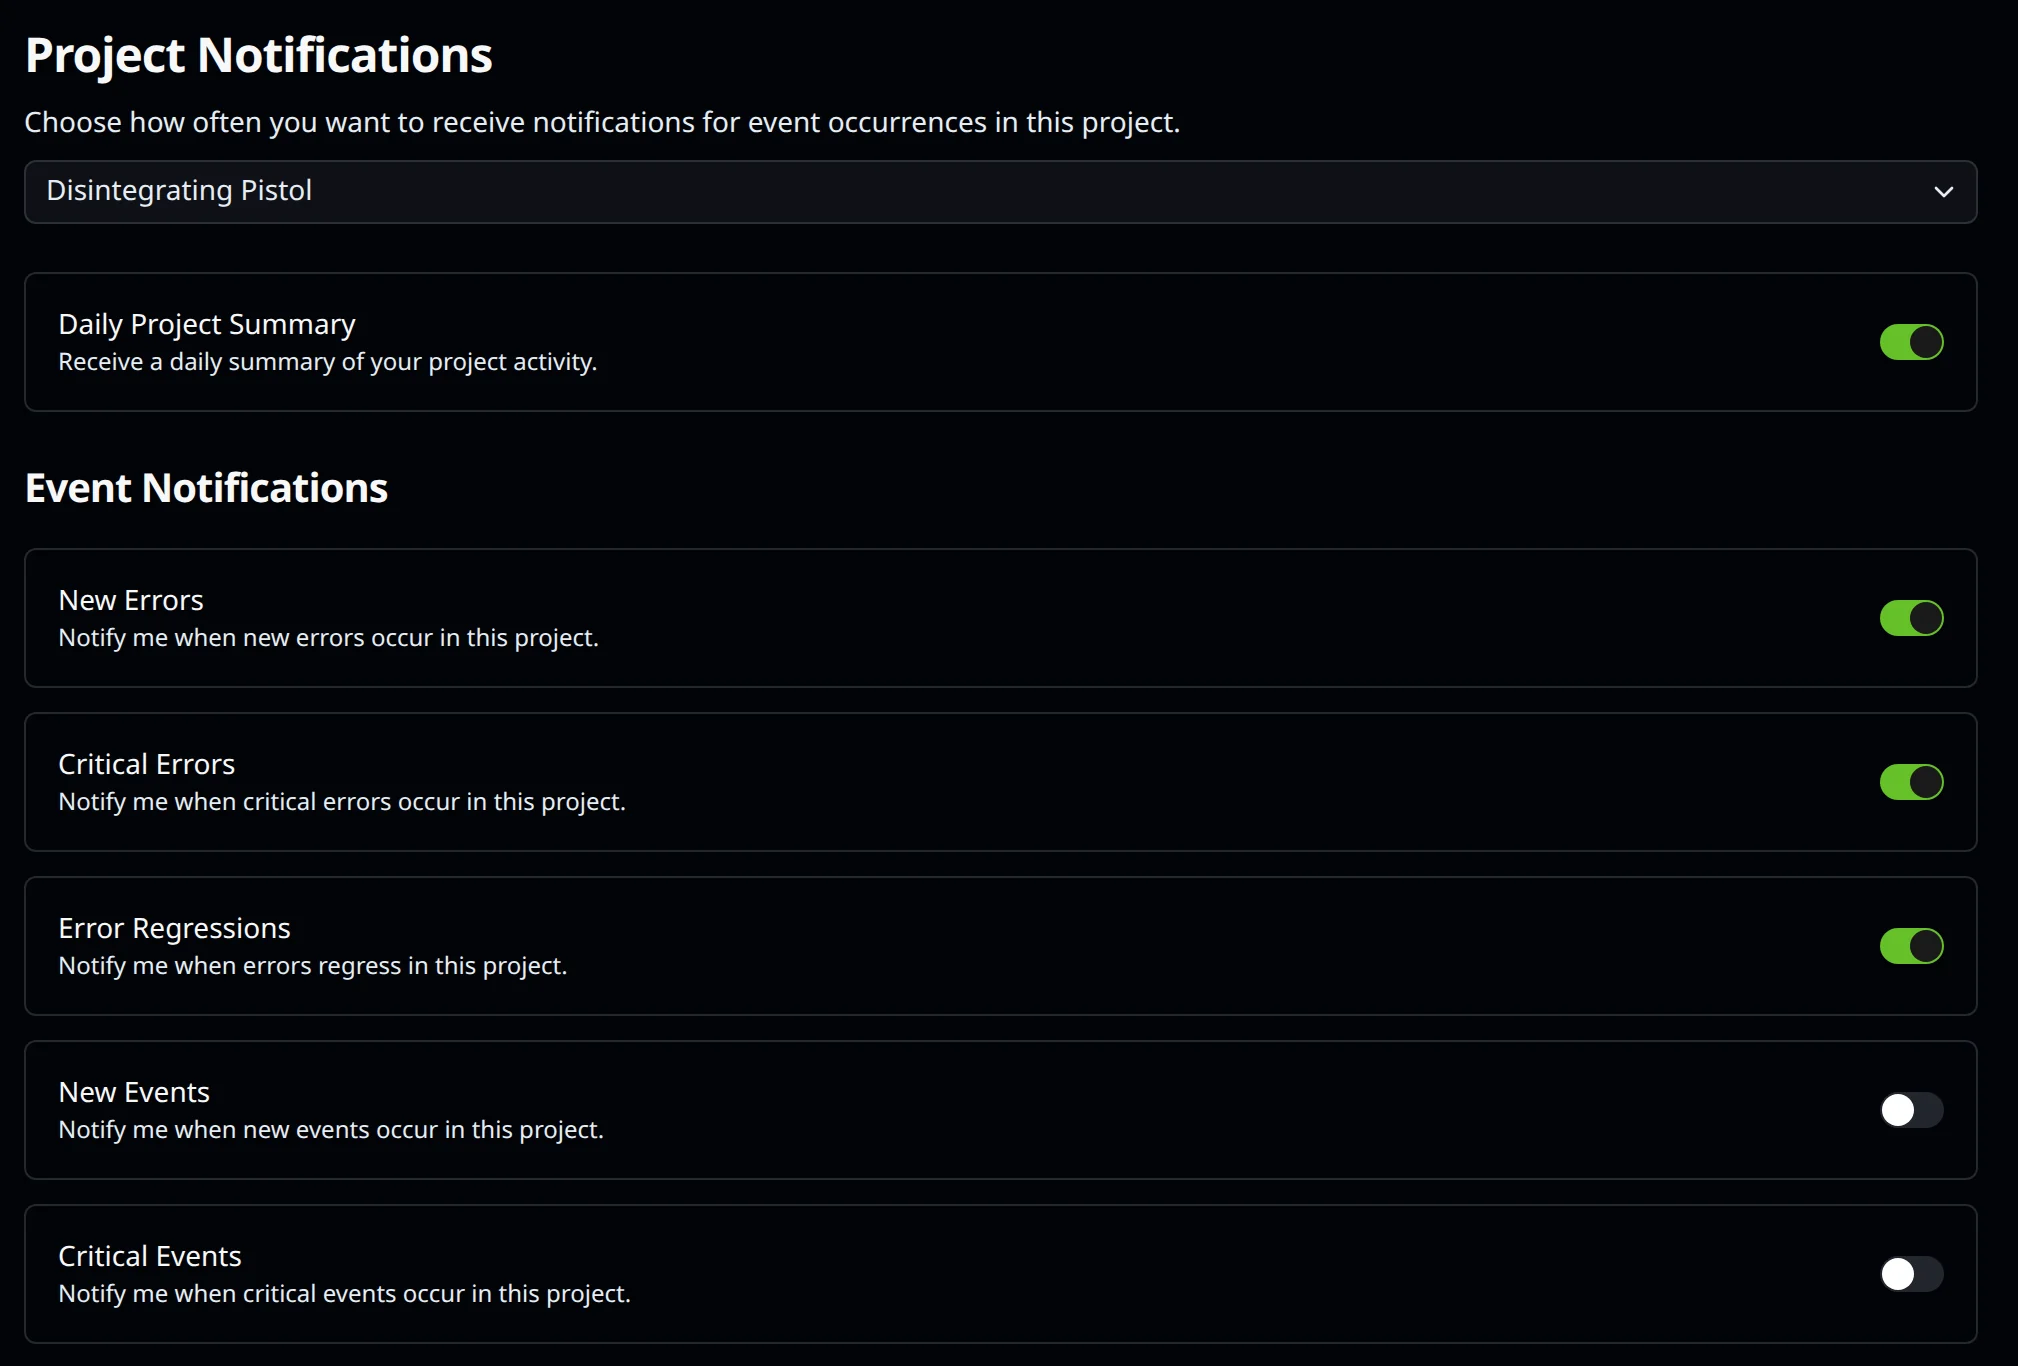 Project Notifications
Choose how often you want to receive notifications for event occurrences in this project.
Disintegrating Pistol
Daily Project Summary
Receive a daily summary of your project activity.
Event Notifications
New Errors
Notify me when new errors occur in this project.
Critical Errors
Notify me when critical errors occur in this project.
Error Regressions
Notify me when errors regress in this project.
New Events
Notify me when new events occur in this project.
Critical Events
Notify me when critical events occur in this project.